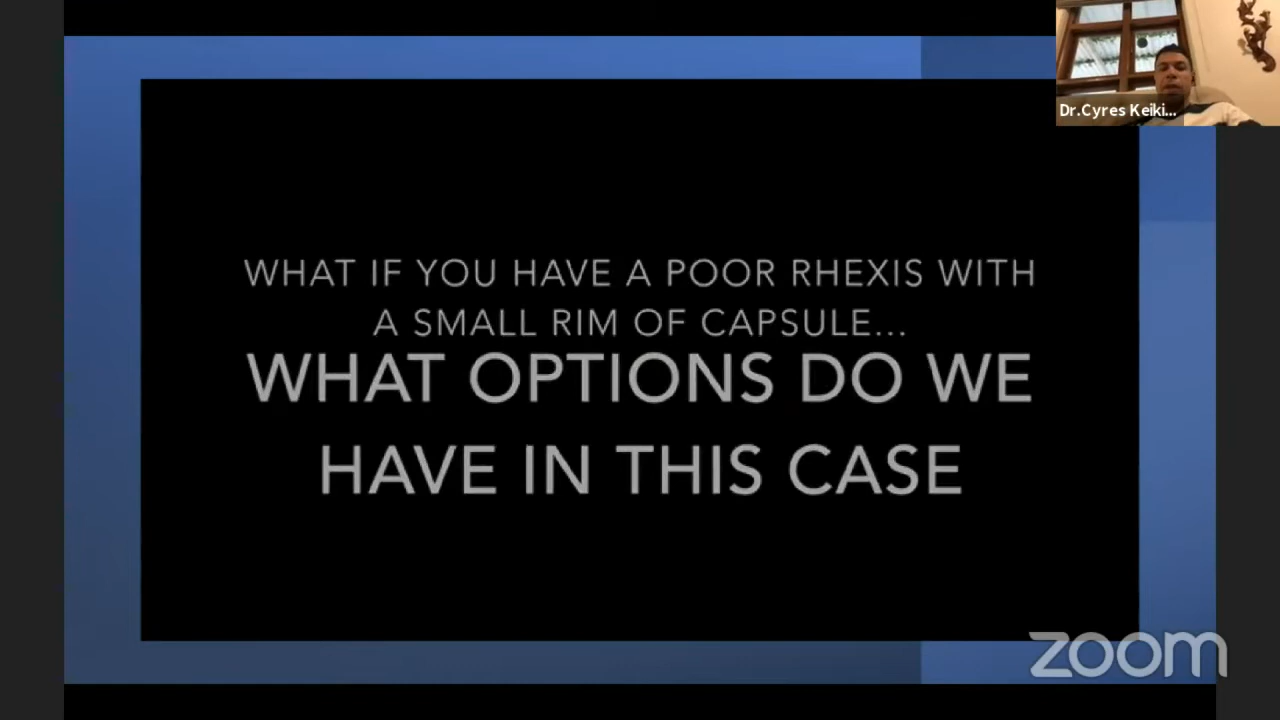 Dr.Cyres Keiki...
WHAT IF YOU HAVE A POOR RHEXIS WITH
A SMALL RIM OF CAPSULE...
WHAT OPTIONS DO WE
HAVE IN THIS CASE
zoom